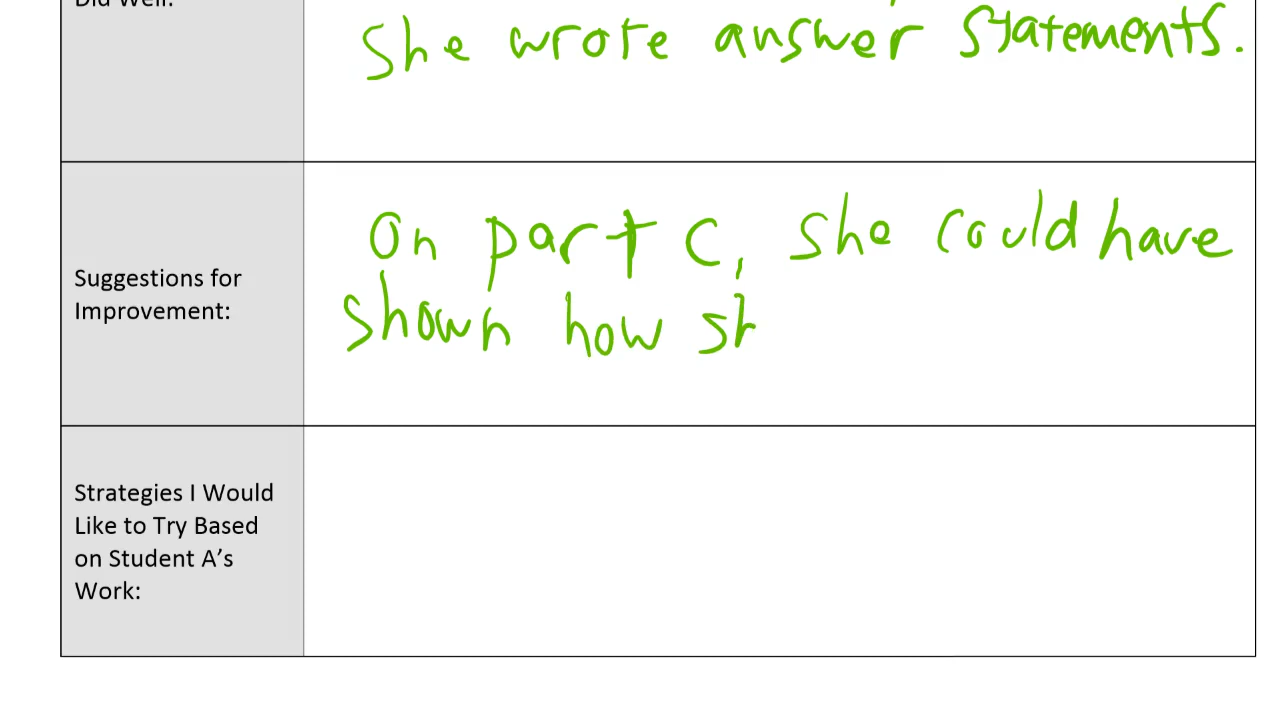 Did Well:
She wrote answer statements.
Suggestions for
Improvement:
On part C, she could have
shown how sh
Strategies I Would
Like to Try Based
on Student A's
Work: